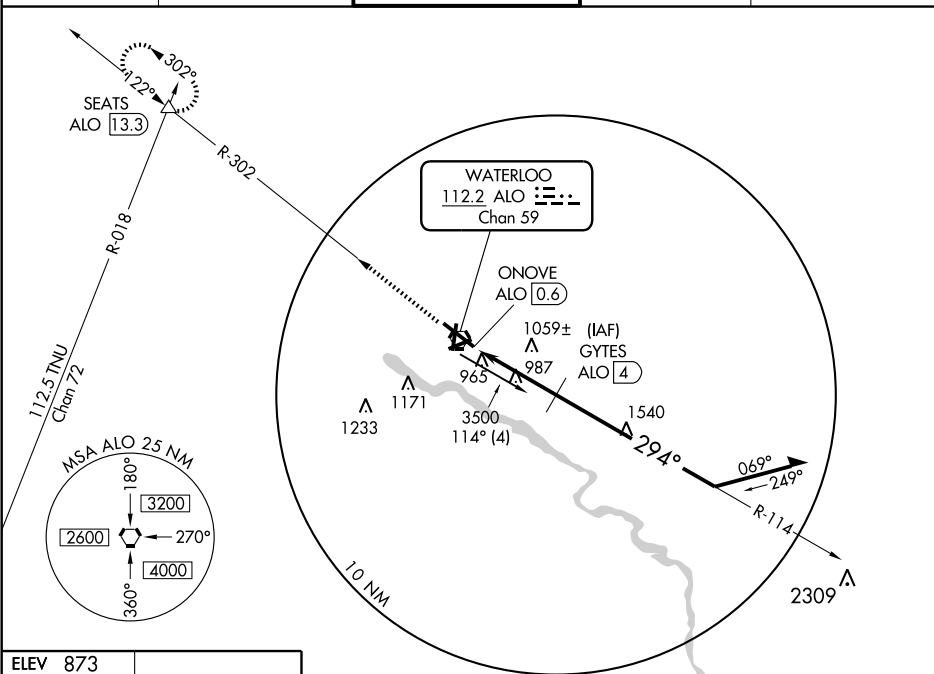 302°
122°
SEATS
ALO 13.3
R-302
R-018
WATERLOO
112.2 ALO
Chan 59
ONOVE
ALO 0.6
1059± (IAF)
GYTES
ALO 4
987
965
1171
1233
3500
114° (4)
1540
294°
069°
249°
R-114
2309
112.5 TNU
Chan 72
MSA ALO 25 NM
180°
3200
2600
270°
4000
360°
10 NM
ELEV 873